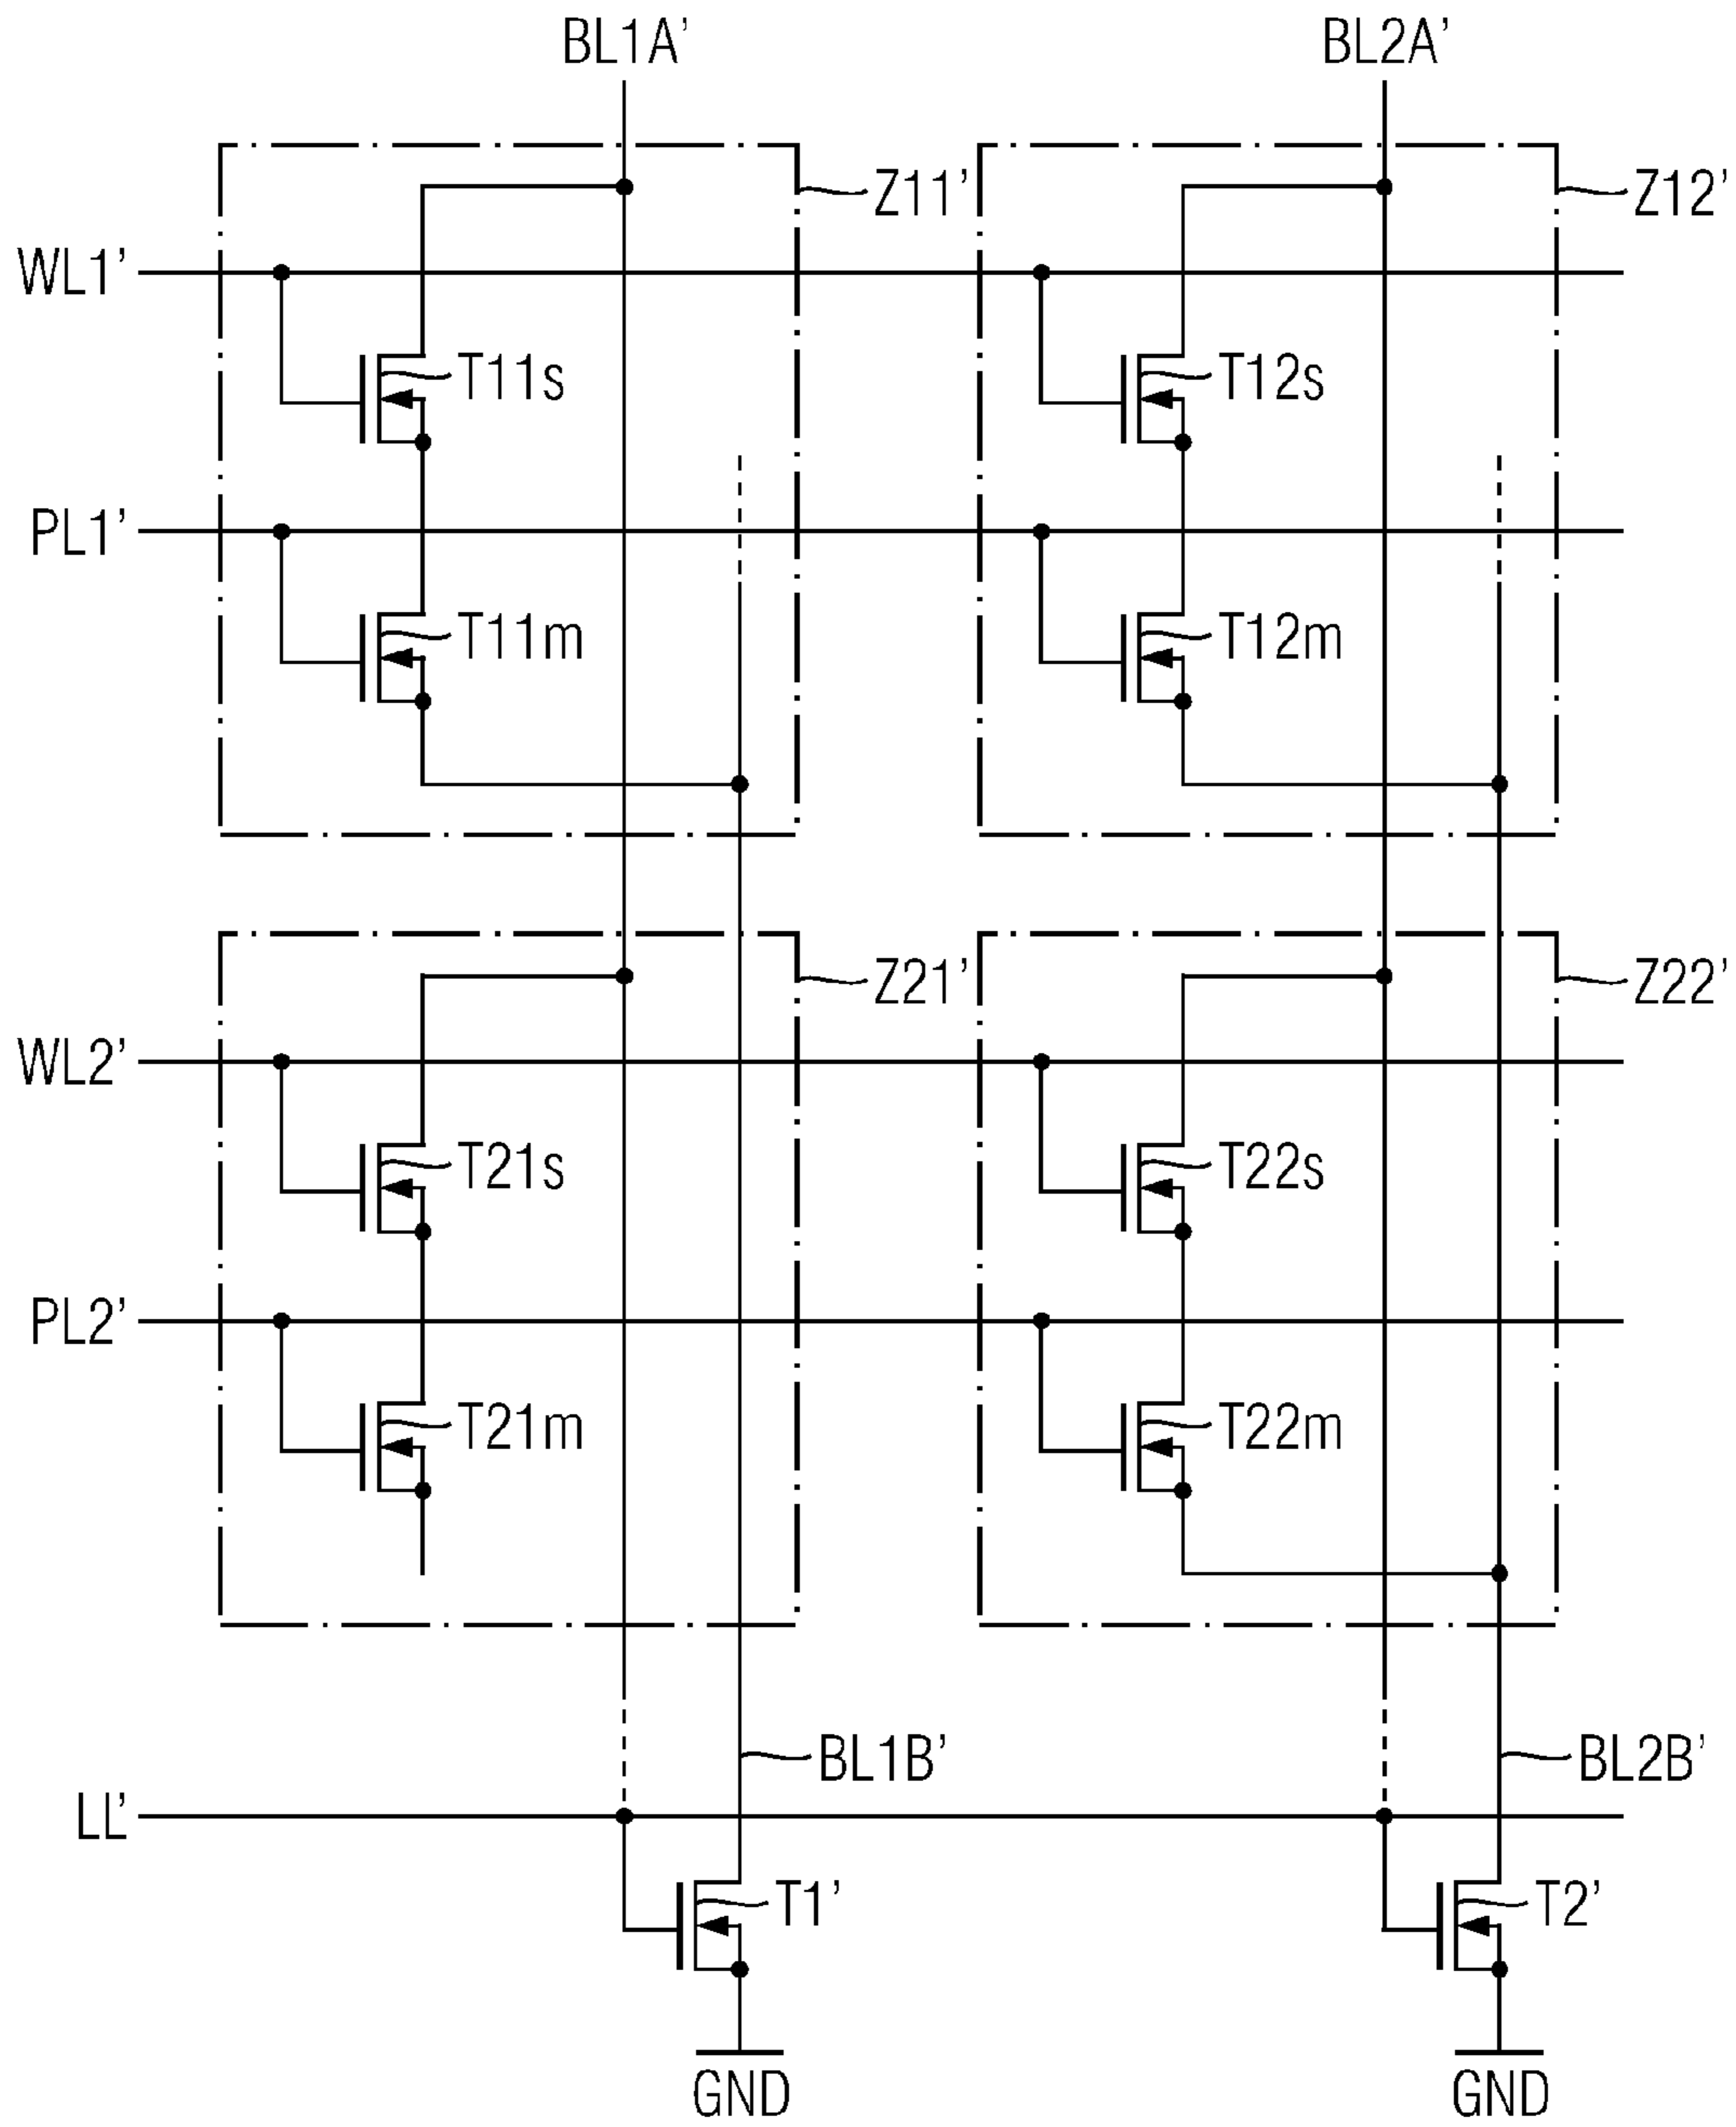 BL1A' BL2A'
Z11' Z12'
WL1'
T11s T12s
PL1'
T11m T12m
Z21' Z22'
WL2'
T21s T22s
PL2'
T21m T22m
BL1B' BL2B'
LL'
T1' T2'
GND GND